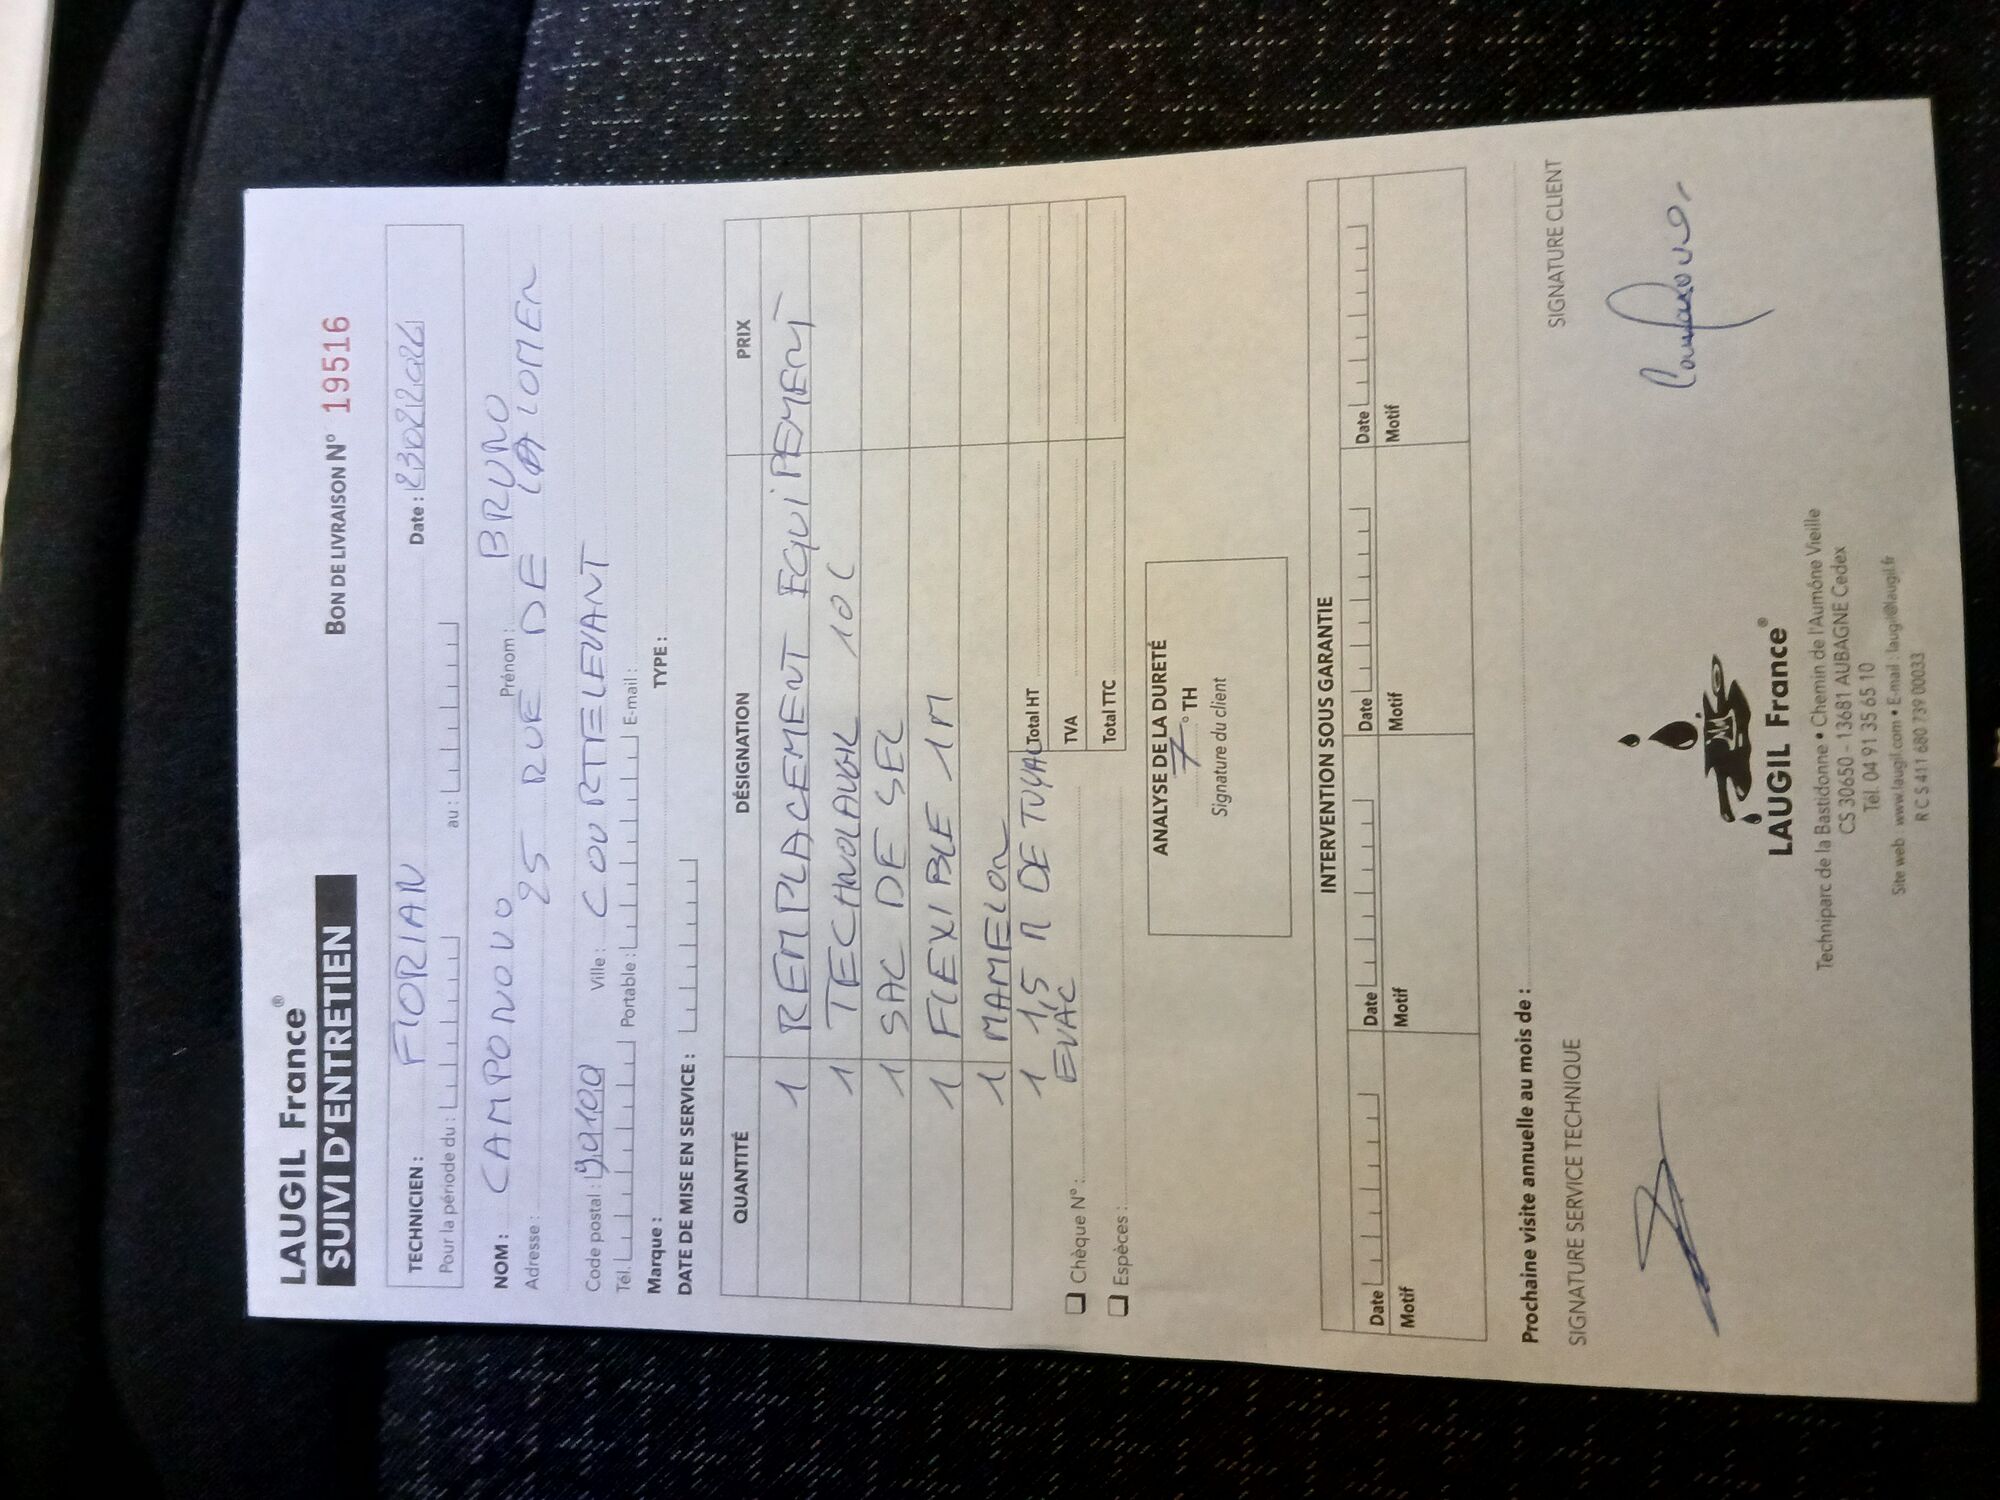 LAUGIL France®
SUIVI D'ENTRETIEN
BON DE LIVRAISON N° 19516
TECHNICIEN : FLORIAN Date : 23022024
Pour la période du : au :
NOM : CAMPONOVO Prénom : BRUNO
Adresse : 25 RUE DE LA
Code postal : 90100 Ville : COURTELEVANT
Tél. Portable : E-mail :
Marque : TYPE :
DATE DE MISE EN SERVICE :
QUANTITÉ DÉSIGNATION PRIX
1 REMPLACEMENT EQUIPEMENT
1 TECHNOLAUGIL 10L
1 SAC DE SEL
1 FLEXIBLE 1M
1 MAMELON
1 1,5 M DE TUYAU
EVAC
Total HT
☐ Chèque N° : TVA
☐ Espèces : Total TTC
ANALYSE DE LA DURETÉ
7 ° TH
Signature du client
INTERVENTION SOUS GARANTIE
Date Date Date Date
Motif Motif Motif Motif
Prochaine visite annuelle au mois de :
SIGNATURE SERVICE TECHNIQUE SIGNATURE CLIENT
Camponovo
LAUGIL France®
Techniparc de la Bastidonne • Chemin de l'Aumône Vieille
CS 30650 - 13681 AUBAGNE Cedex
Tél. 04 91 35 65 10
Site web : www.laugil.com • E-mail : laugil@laugil.fr
R C S 411 680 739 00033